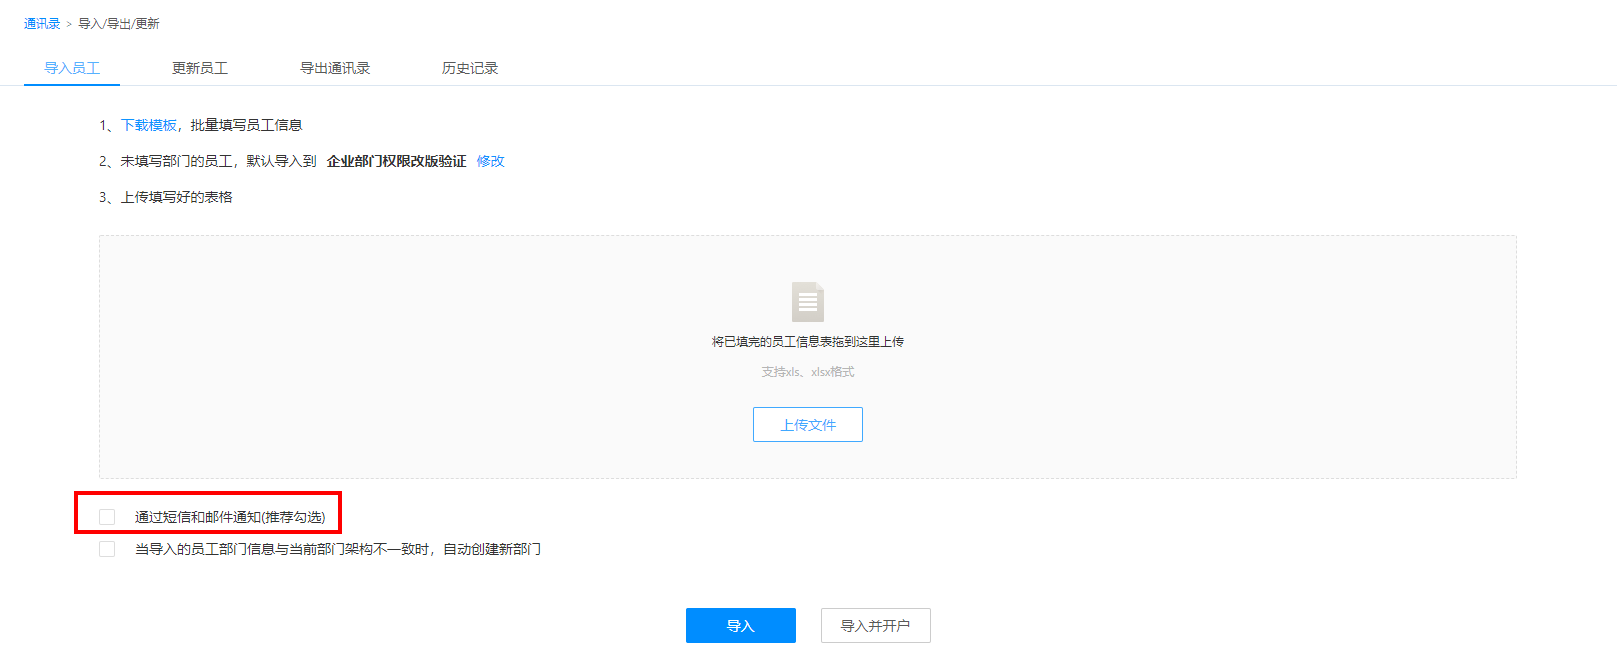 通讯录 > 导入/导出/更新
导入员工 更新员工 导出通讯录 历史记录
1、下载模板，批量填写员工信息
2、未填写部门的员工，默认导入到 企业部门权限改版验证 修改
3、上传填写好的表格
将已填完的员工信息表拖到这里上传
支持xls、xlsx格式
上传文件
通过短信和邮件通知(推荐勾选)
当导入的员工部门信息与当前部门架构不一致时，自动创建新部门
导入 导入并开户